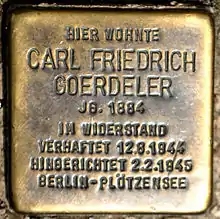 HIER WOHNTE
CARL FRIEDRICH
GOERDELER
JG. 1884
IM WIDERSTAND
VERHAFTET 12.8.1944
HINGERICHTET 2.2.1945
BERLIN-PLÖTZENSEE